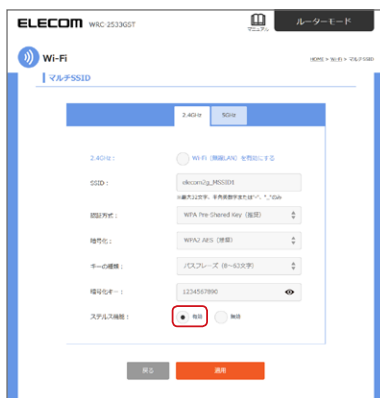 ELECOM WRC-2533GST
マニュアル
ルーターモード
Wi-Fi
HOME > Wi-Fi > マルチSSID
マルチSSID
2.4GHz 5GHz
2.4GHz： Wi-Fi（無線LAN）を有効にする
SSID： elecom2g_MSSID1
※最大32文字、半角英数字または"-"、"_"のみ
認証方式： WPA Pre-Shared Key（推奨）
暗号化： WPA2 AES（推奨）
キーの種類： パスフレーズ（8～63文字）
暗号化キー： 1234567890
ステルス機能： 有効 無効
戻る 適用